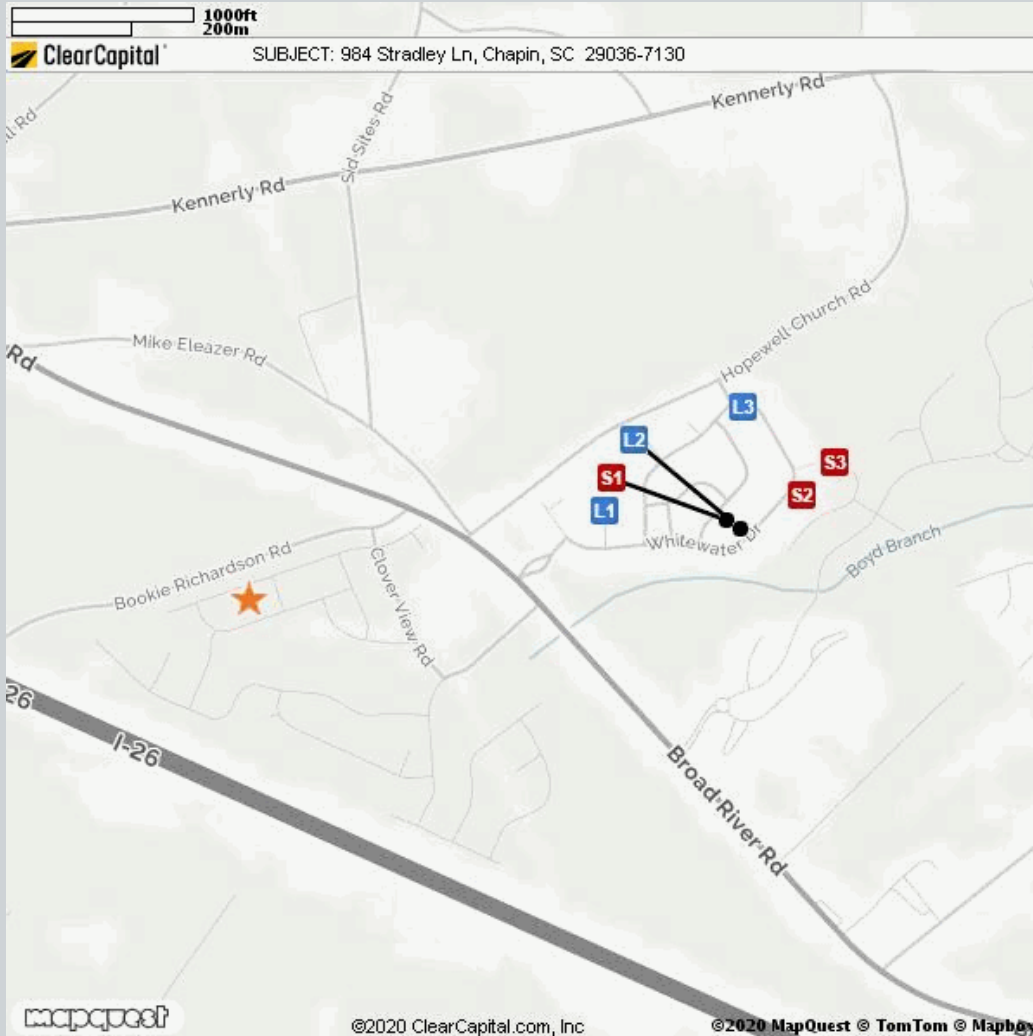 1000ft
200m
ClearCapital
SUBJECT: 984 Stradley Ln, Chapin, SC 29036-7130
Kennerly Rd
Sid Sites Rd
Kennerly Rd
Hopewell Church Rd
Mike Eleazer Rd
Rd
L3
L2
S3
S1
S2
L1
Whitewater Dr
Boyd Branch
Bookie Richardson Rd
Clover View Rd
26
I-26
Broad River Rd
mapquest
©2020 ClearCapital.com, Inc
©2020 MapQuest © TomTom © Mapbo